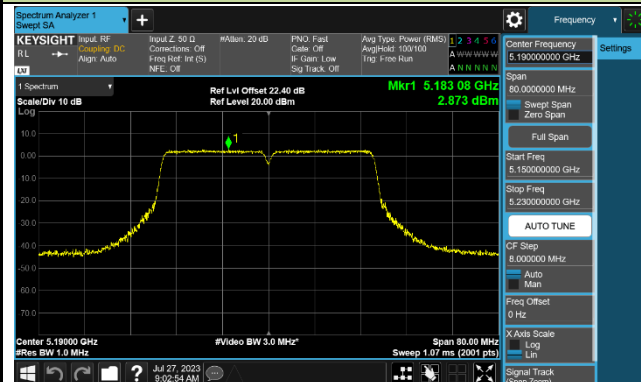 Spectrum Analyzer 1
Swept SA
Frequency
KEYSIGHT
RL
LXI
Input: RF
Coupling: DC
Align: Auto
Input Z: 50 Ω
Corrections: Off
Freq Ref: Int (S)
NFE: Off
#Atten: 20 dB
PNO: Fast
Gate: Off
IF Gain: Low
Sig Track: Off
Avg Type: Power (RMS)
Avg|Hold: 100/100
Trig: Free Run
1 2 3 4 5 6
A W W W W W
A N N N N N
1 Spectrum
Scale/Div 10 dB
Log
Ref Lvl Offset 22.40 dB
Ref Level 20.00 dBm
Mkr1 5.183 08 GHz
2.873 dBm
1
10.0
0.00
-10.0
-20.0
-30.0
-40.0
-50.0
-60.0
-70.0
Center 5.19000 GHz
#Res BW 1.0 MHz
#Video BW 3.0 MHz*
Span 80.00 MHz
Sweep 1.07 ms (2001 pts)
Jul 27, 2023
9:02:54 AM
Center Frequency
5.190000000 GHz
Settings
Span
80.0000000 MHz
Swept Span
Zero Span
Full Span
Start Freq
5.150000000 GHz
Stop Freq
5.230000000 GHz
AUTO TUNE
CF Step
8.000000 MHz
Auto
Man
Freq Offset
0 Hz
X Axis Scale
Log
Lin
Signal Track
(Span Zoom)